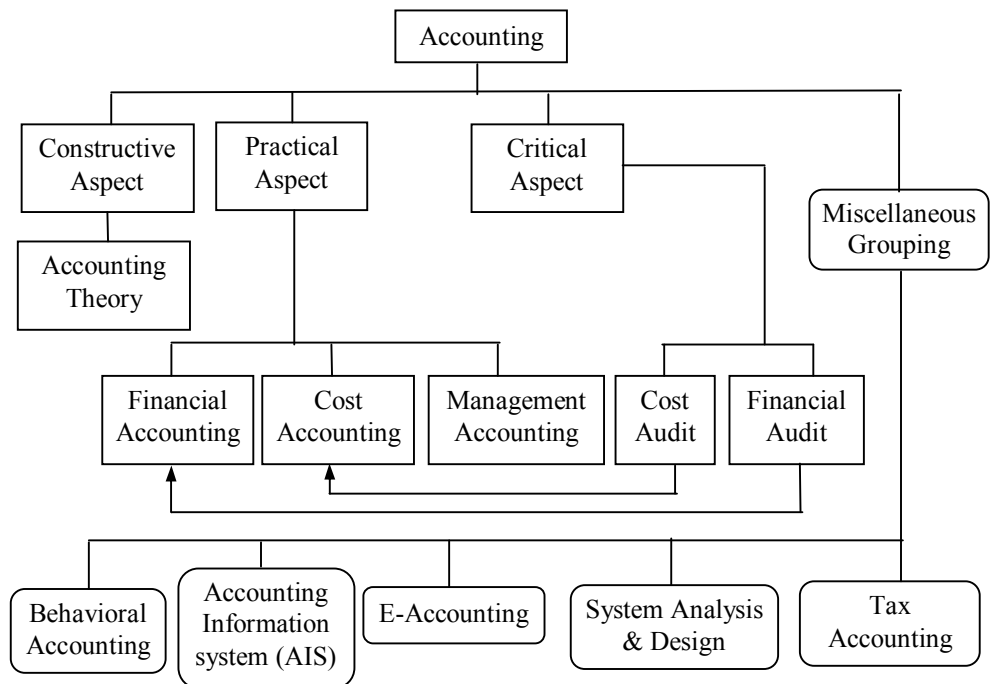 Accounting
Constructive
Aspect
Practical
Aspect
Critical
Aspect
Miscellaneous
Grouping
Accounting
Theory
Financial
Accounting
Cost
Accounting
Management
Accounting
Cost
Audit
Financial
Audit
Behavioral
Accounting
Accounting
Information
system (AIS)
E-Accounting
System Analysis
& Design
Tax
Accounting